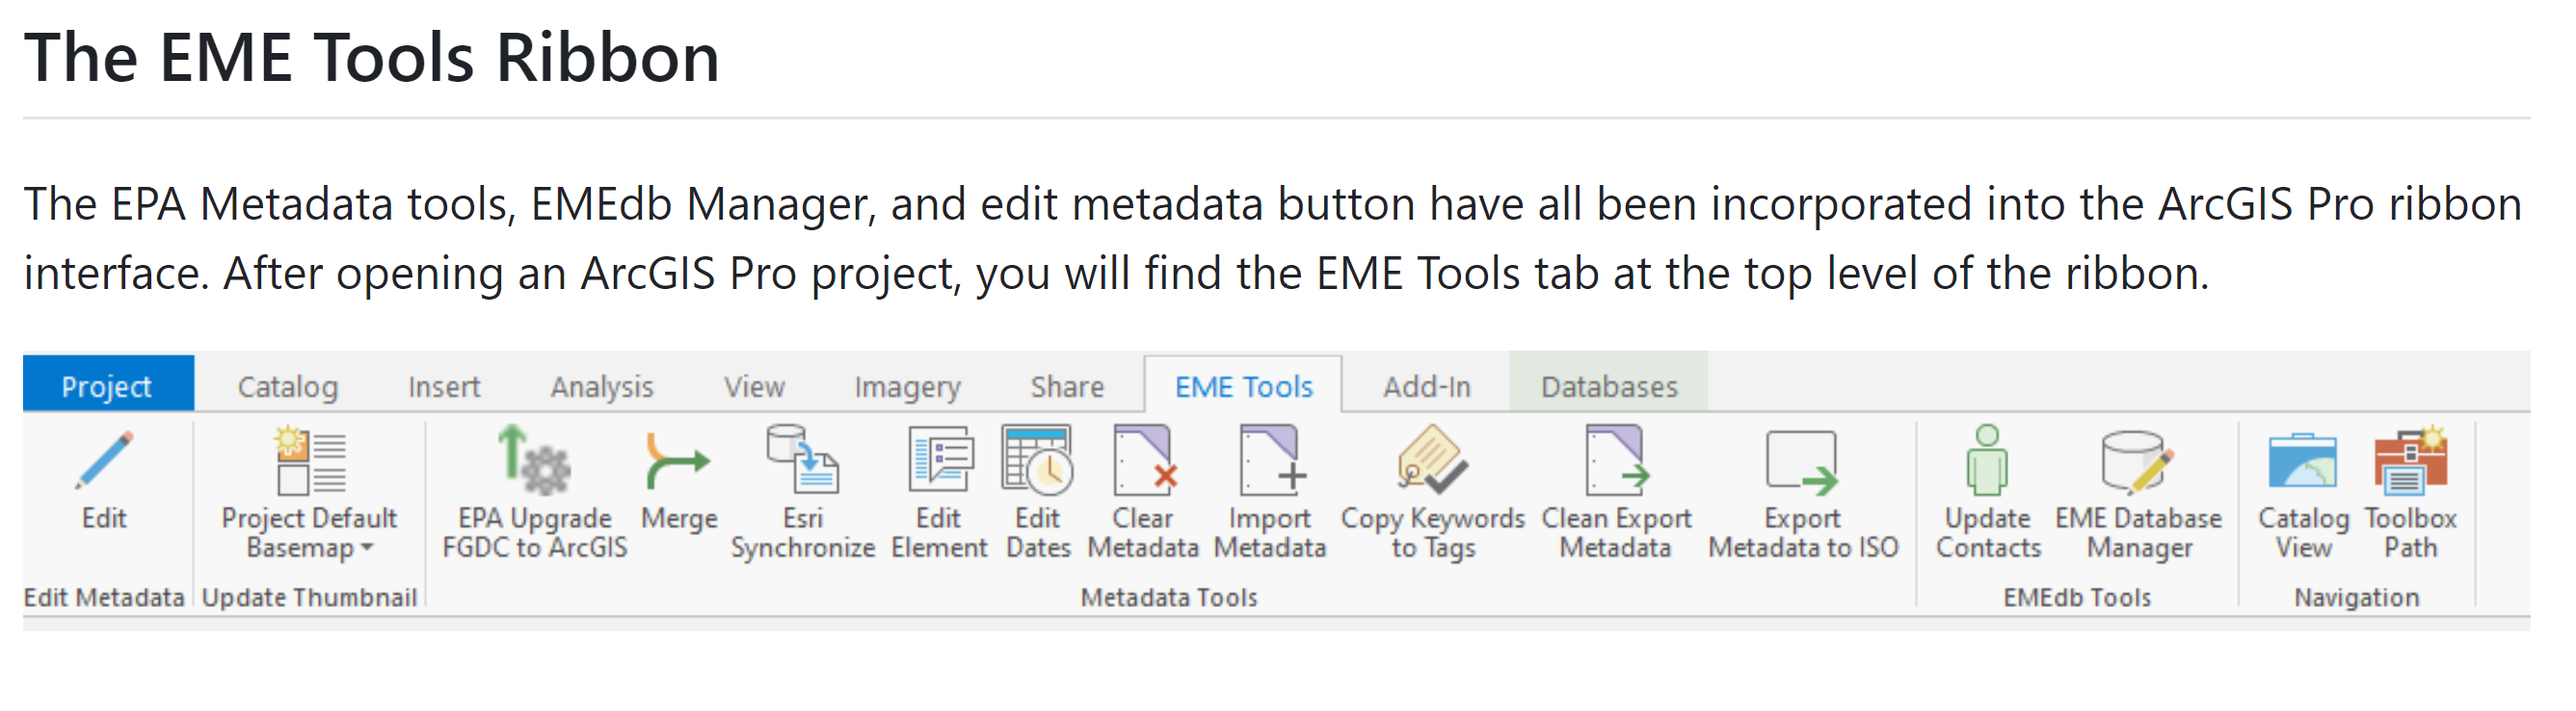 The EME Tools Ribbon
The EPA Metadata tools, EMEdb Manager, and edit metadata button have all been incorporated into the ArcGIS Pro ribbon
interface. After opening an ArcGIS Pro project, you will find the EME Tools tab at the top level of the ribbon.
Project Catalog Insert Analysis View Imagery Share EME Tools Add-In Databases
Edit
Project Default
Basemap
EPA Upgrade
FGDC to ArcGIS
Merge
Esri
Synchronize
Edit
Element
Edit
Dates
Clear
Metadata
Import
Metadata
Copy Keywords
to Tags
Clean Export
Metadata
Export
Metadata to ISO
Update
Contacts
EME Database
Manager
Catalog
View
Toolbox
Path
Edit Metadata Update Thumbnail Metadata Tools EMEdb Tools Navigation